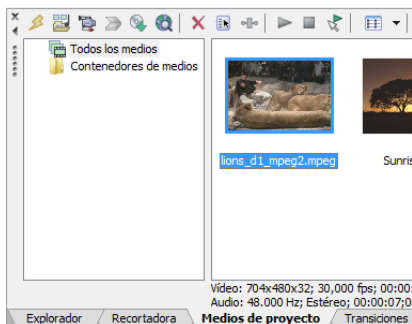 Todos los medios
Contenedores de medios
lions_d1_mpeg2.mpeg
Sunris
Vídeo: 704x480x32; 30,000 fps; 00:00:
Audio: 48.000 Hz; Estéreo; 00:00:07;0
Explorador
Recortadora
Medios de proyecto
Transiciones